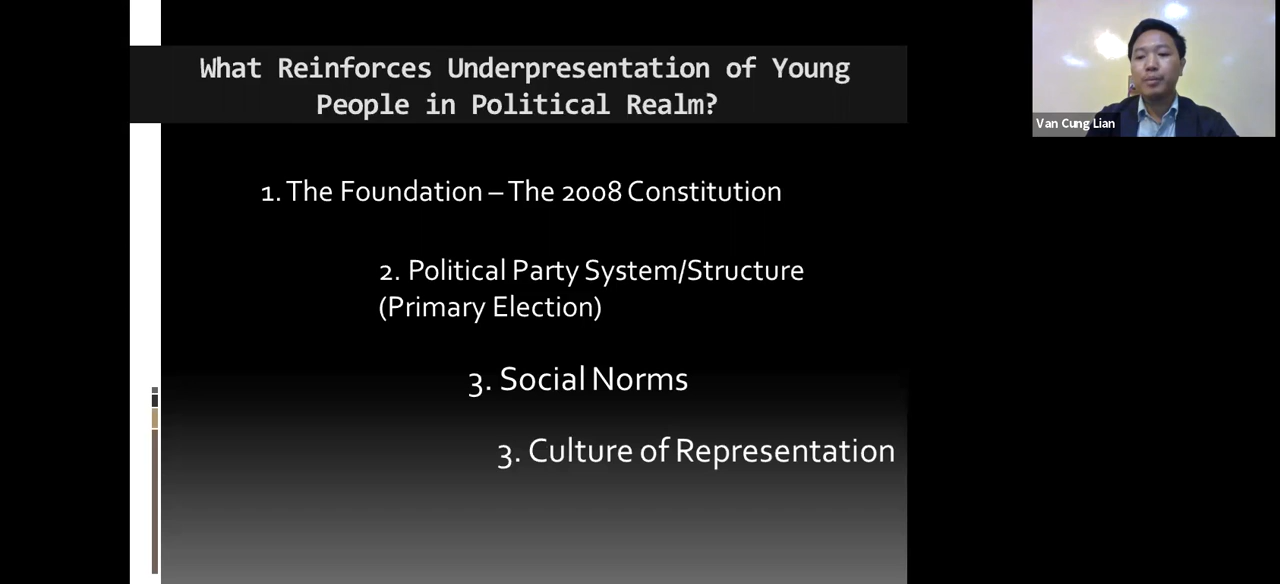 What Reinforces Underpresentation of Young
People in Political Realm?
1. The Foundation – The 2008 Constitution
2. Political Party System/Structure
(Primary Election)
3. Social Norms
3. Culture of Representation
Van Cung Lian